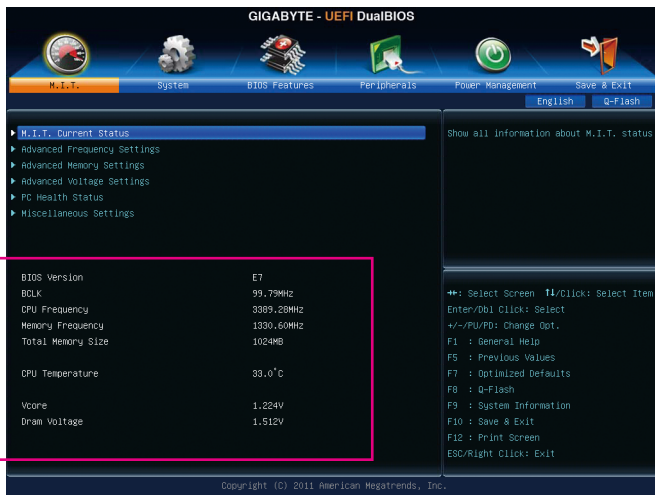 GIGABYTE - UEFI DualBIOS
M.I.T. System BIOS Features Peripherals Power Management Save & Exit
English Q-Flash
M.I.T. Current Status
Advanced Frequency Settings
Advanced Memory Settings
Advanced Voltage Settings
PC Health Status
Miscellaneous Settings
Show all information about M.I.T. status
BIOS Version E7
BCLK 99.79MHz
CPU Frequency 3389.28MHz
Memory Frequency 1330.60MHz
Total Memory Size 1024MB
CPU Temperature 33.0°C
Vcore 1.224V
Dram Voltage 1.512V
→←: Select Screen ↑↓/Click: Select Item
Enter/Dbl Click: Select
+/-/PU/PD: Change Opt.
F1 : General Help
F5 : Previous Values
F7 : Optimized Defaults
F8 : Q-Flash
F9 : System Information
F10 : Save & Exit
F12 : Print Screen
ESC/Right Click: Exit
Copyright (C) 2011 American Megatrends, Inc.